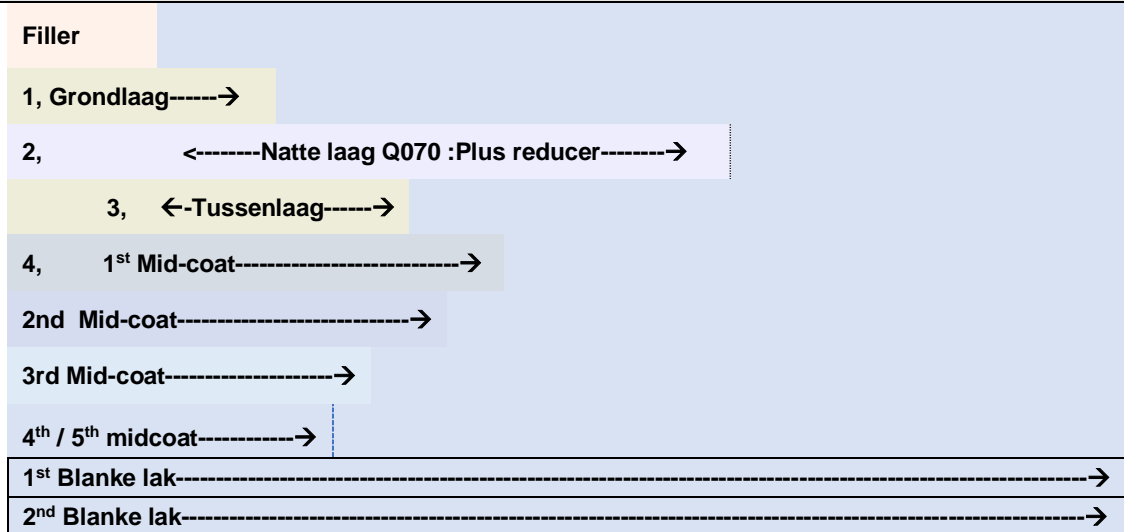 Filler
1, Grondlaag------→
2, <--------Natte laag Q070 :Plus reducer--------→
3, ←-Tussenlaag------→
4, 1st Mid-coat----------------------------→
2nd Mid-coat-----------------------------→
3rd Mid-coat---------------------→
4th / 5th midcoat------------→
1st Blanke lak------------------------------------------------------------------------------------------------------------------→
2nd Blanke lak-----------------------------------------------------------------------------------------------------------------→